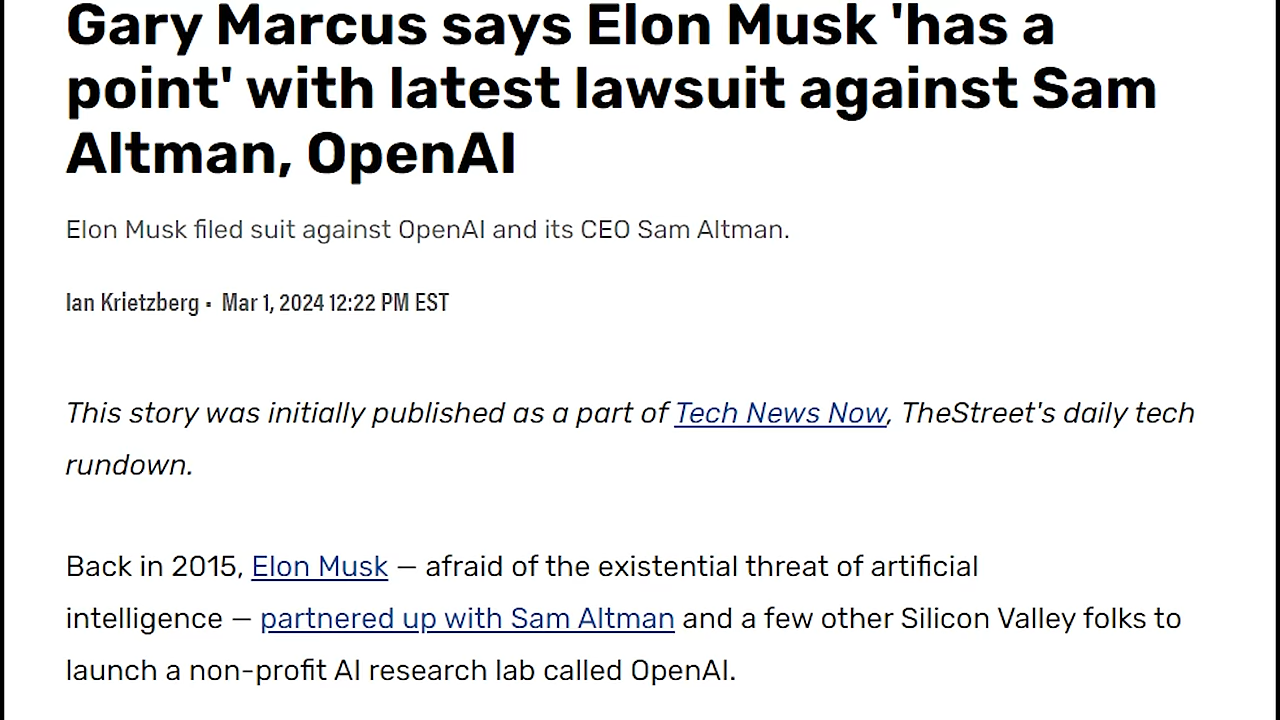 Gary Marcus says Elon Musk 'has a
point' with latest lawsuit against Sam
Altman, OpenAI
Elon Musk filed suit against OpenAI and its CEO Sam Altman.
Ian Krietzberg • Mar 1, 2024 12:22 PM EST
This story was initially published as a part of Tech News Now, TheStreet's daily tech
rundown.
Back in 2015, Elon Musk — afraid of the existential threat of artificial
intelligence — partnered up with Sam Altman and a few other Silicon Valley folks to
launch a non-profit AI research lab called OpenAI.